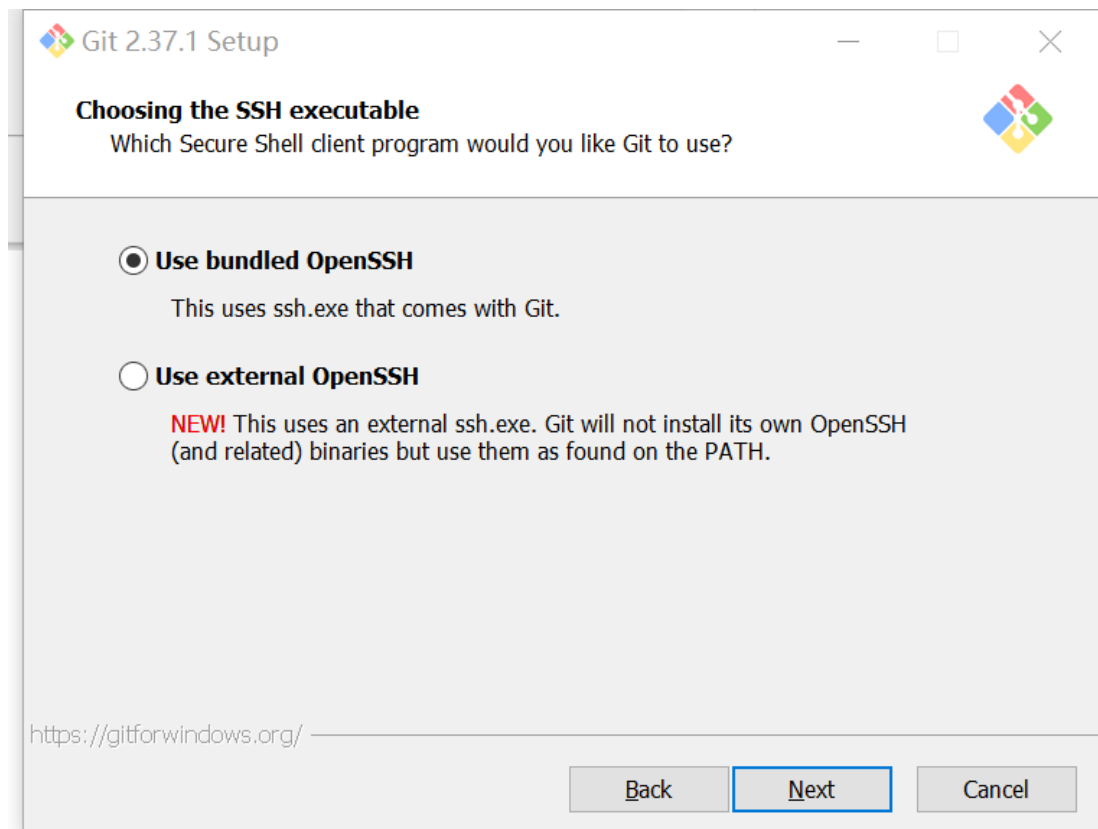 Git 2.37.1 Setup
Choosing the SSH executable
Which Secure Shell client program would you like Git to use?
Use bundled OpenSSH
This uses ssh.exe that comes with Git.
Use external OpenSSH
NEW! This uses an external ssh.exe. Git will not install its own OpenSSH
(and related) binaries but use them as found on the PATH.
https://gitforwindows.org/
Back Next Cancel